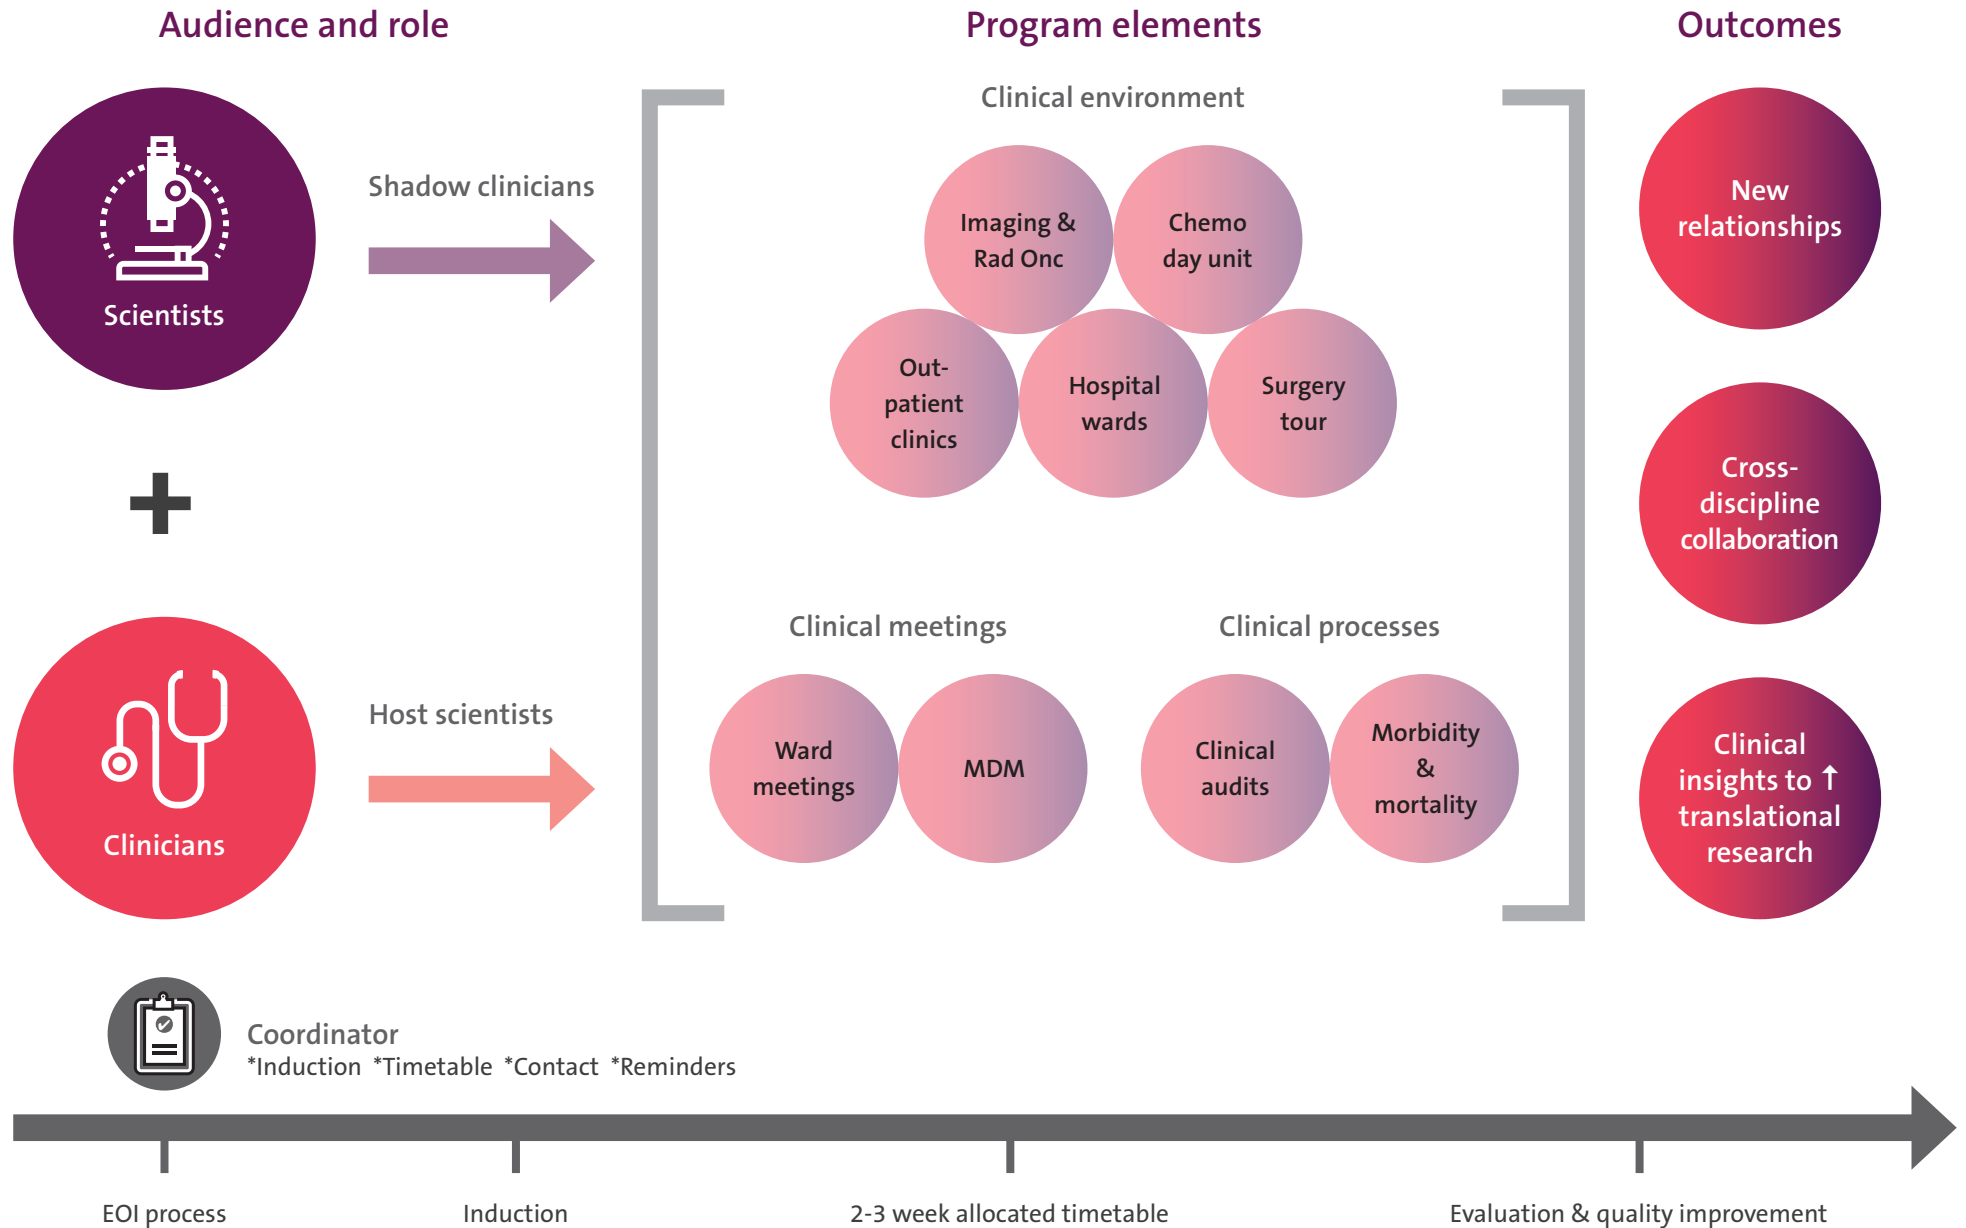 Audience and role
Program elements
Outcomes
Scientists
Shadow clinicians
Clinicians
Host scientists
Clinical environment
Imaging &
Rad Onc
Chemo
day unit
Out-
patient
clinics
Hospital
wards
Surgery
tour
Clinical meetings
Ward
meetings
MDM
Clinical processes
Clinical
audits
Morbidity
&
mortality
New
relationships
Cross-
discipline
collaboration
Clinical
insights to ↑
translational
research
Coordinator
*Induction *Timetable *Contact *Reminders
EOI process
Induction
2-3 week allocated timetable
Evaluation & quality improvement